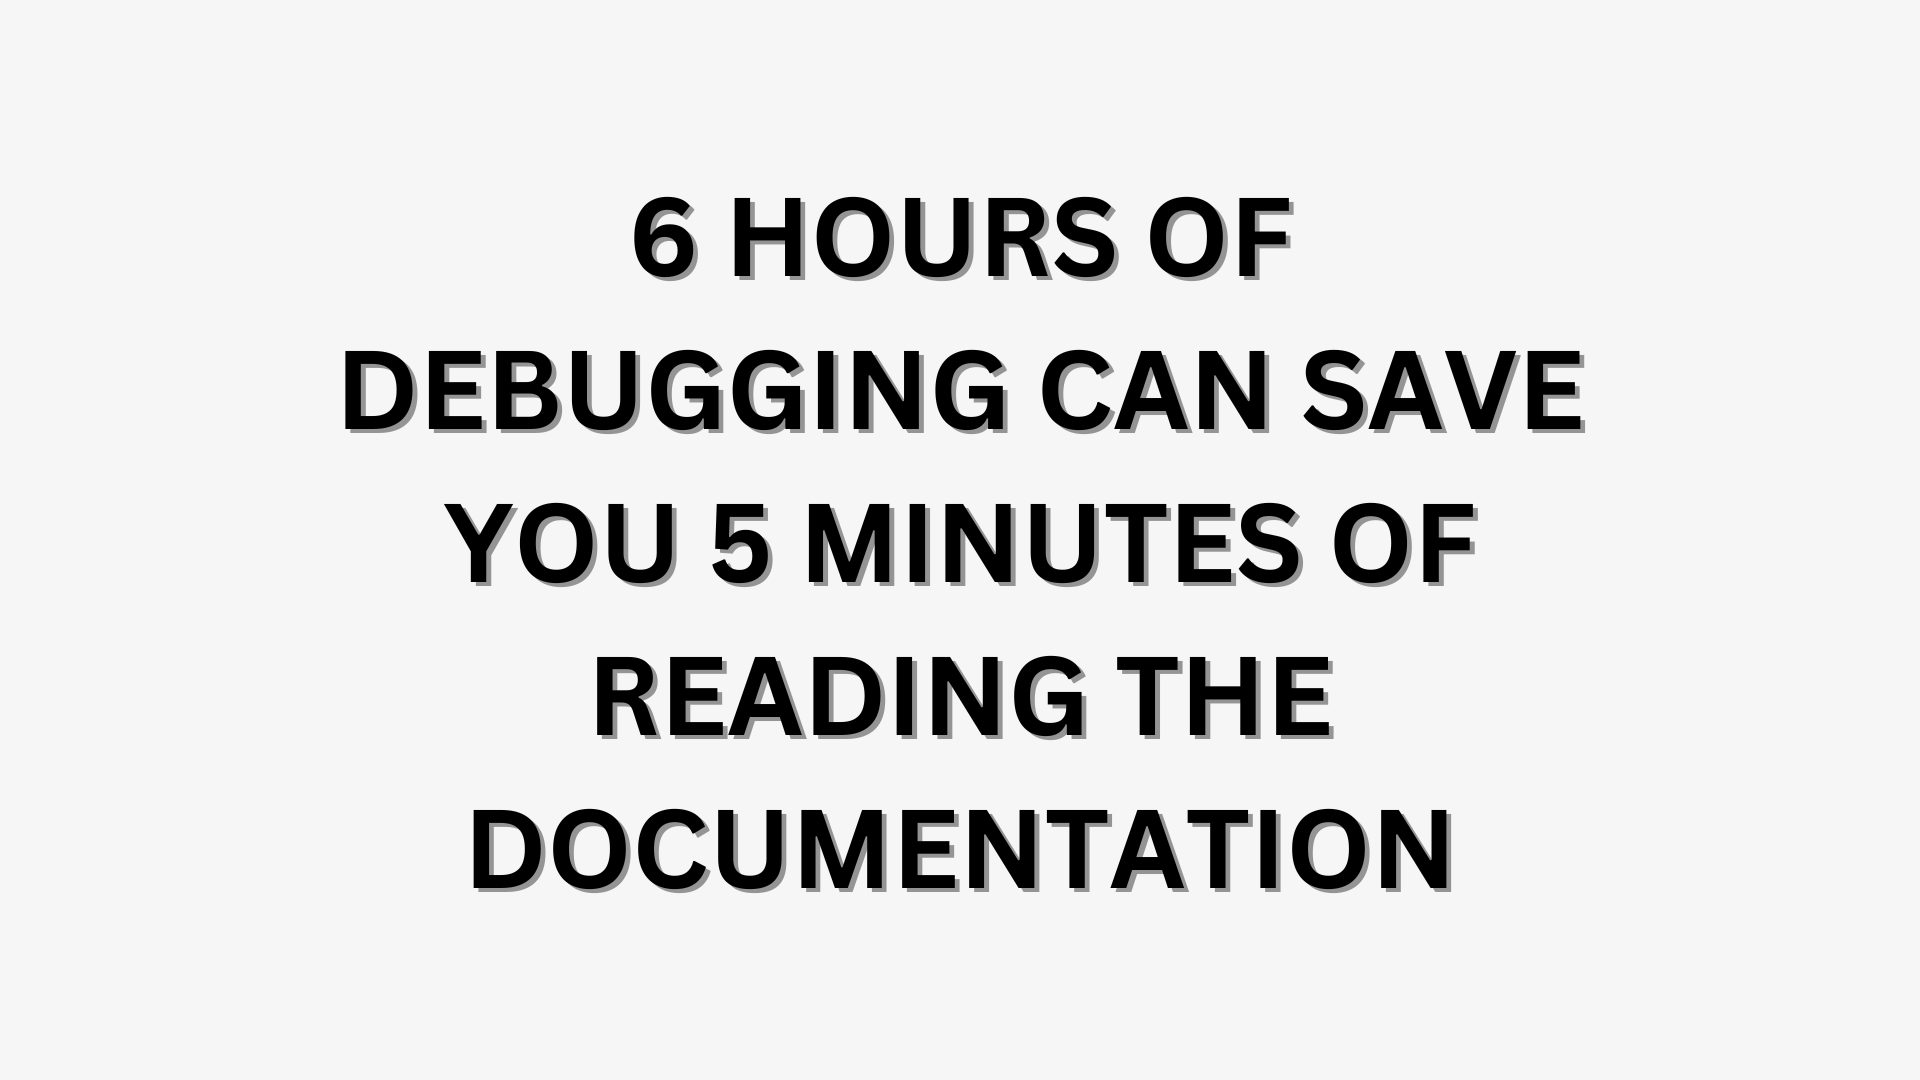 6 HOURS OF
DEBUGGING CAN SAVE
YOU 5 MINUTES OF
READING THE
DOCUMENTATION